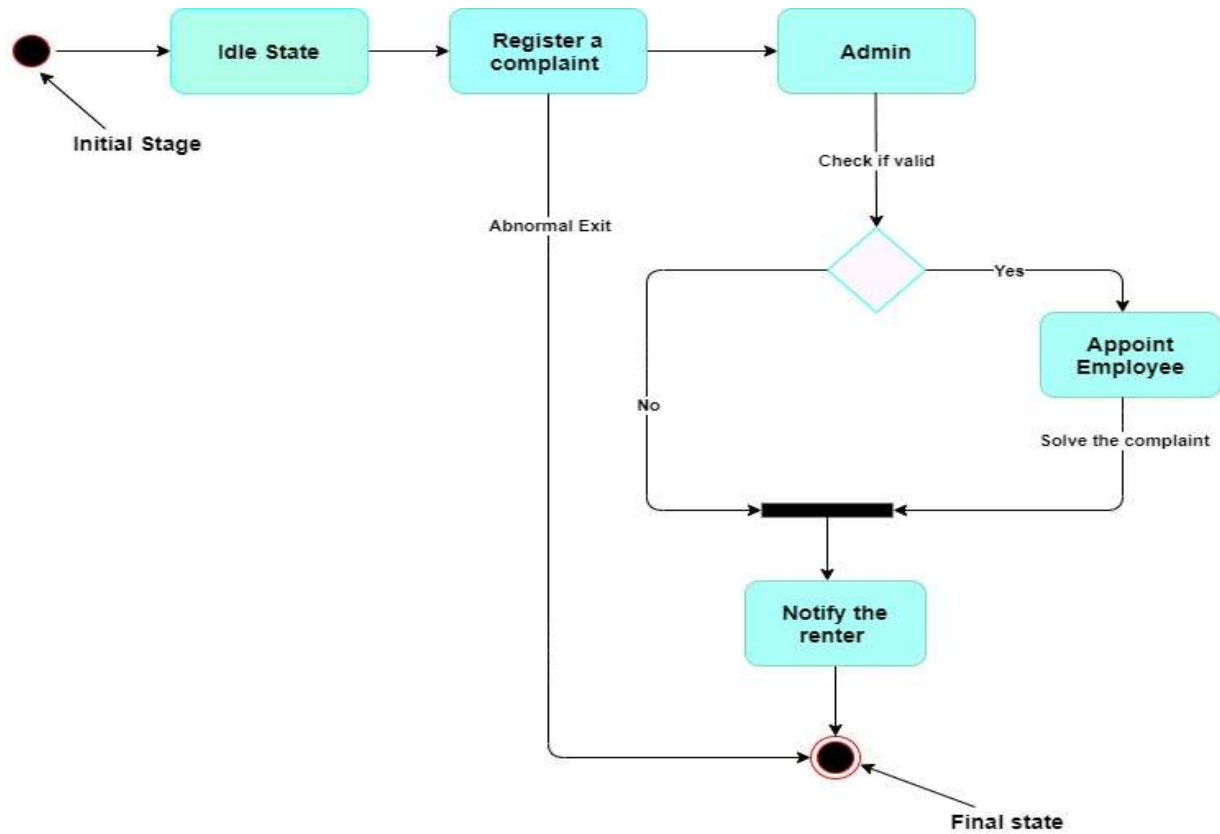 Idle State
Register a
complaint
Admin
Initial Stage
Check if valid
Abnormal Exit
Yes
Appoint
Employee
No
Solve the complaint
Notify the
renter
Final state